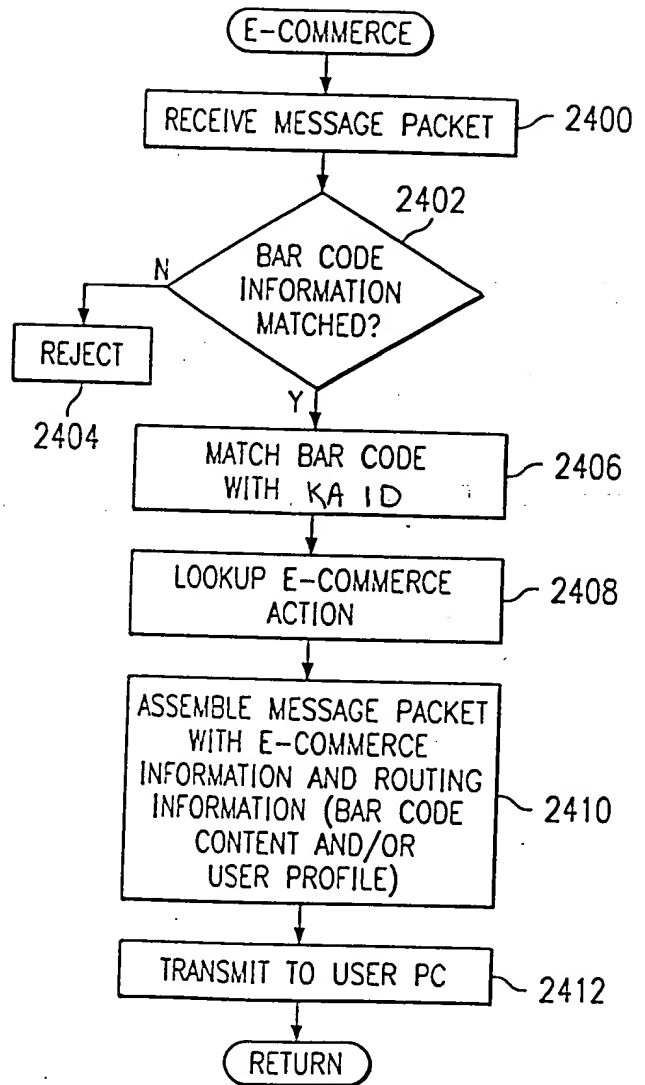 E-COMMERCE
RECEIVE MESSAGE PACKET
2400
2402
BAR CODE
INFORMATION
MATCHED?
N
REJECT
2404
Y
MATCH BAR CODE
WITH KA ID
2406
LOOKUP E-COMMERCE
ACTION
2408
ASSEMBLE MESSAGE PACKET
WITH E-COMMERCE
INFORMATION AND ROUTING
INFORMATION (BAR CODE
CONTENT AND/OR
USER PROFILE)
2410
TRANSMIT TO USER PC
2412
RETURN